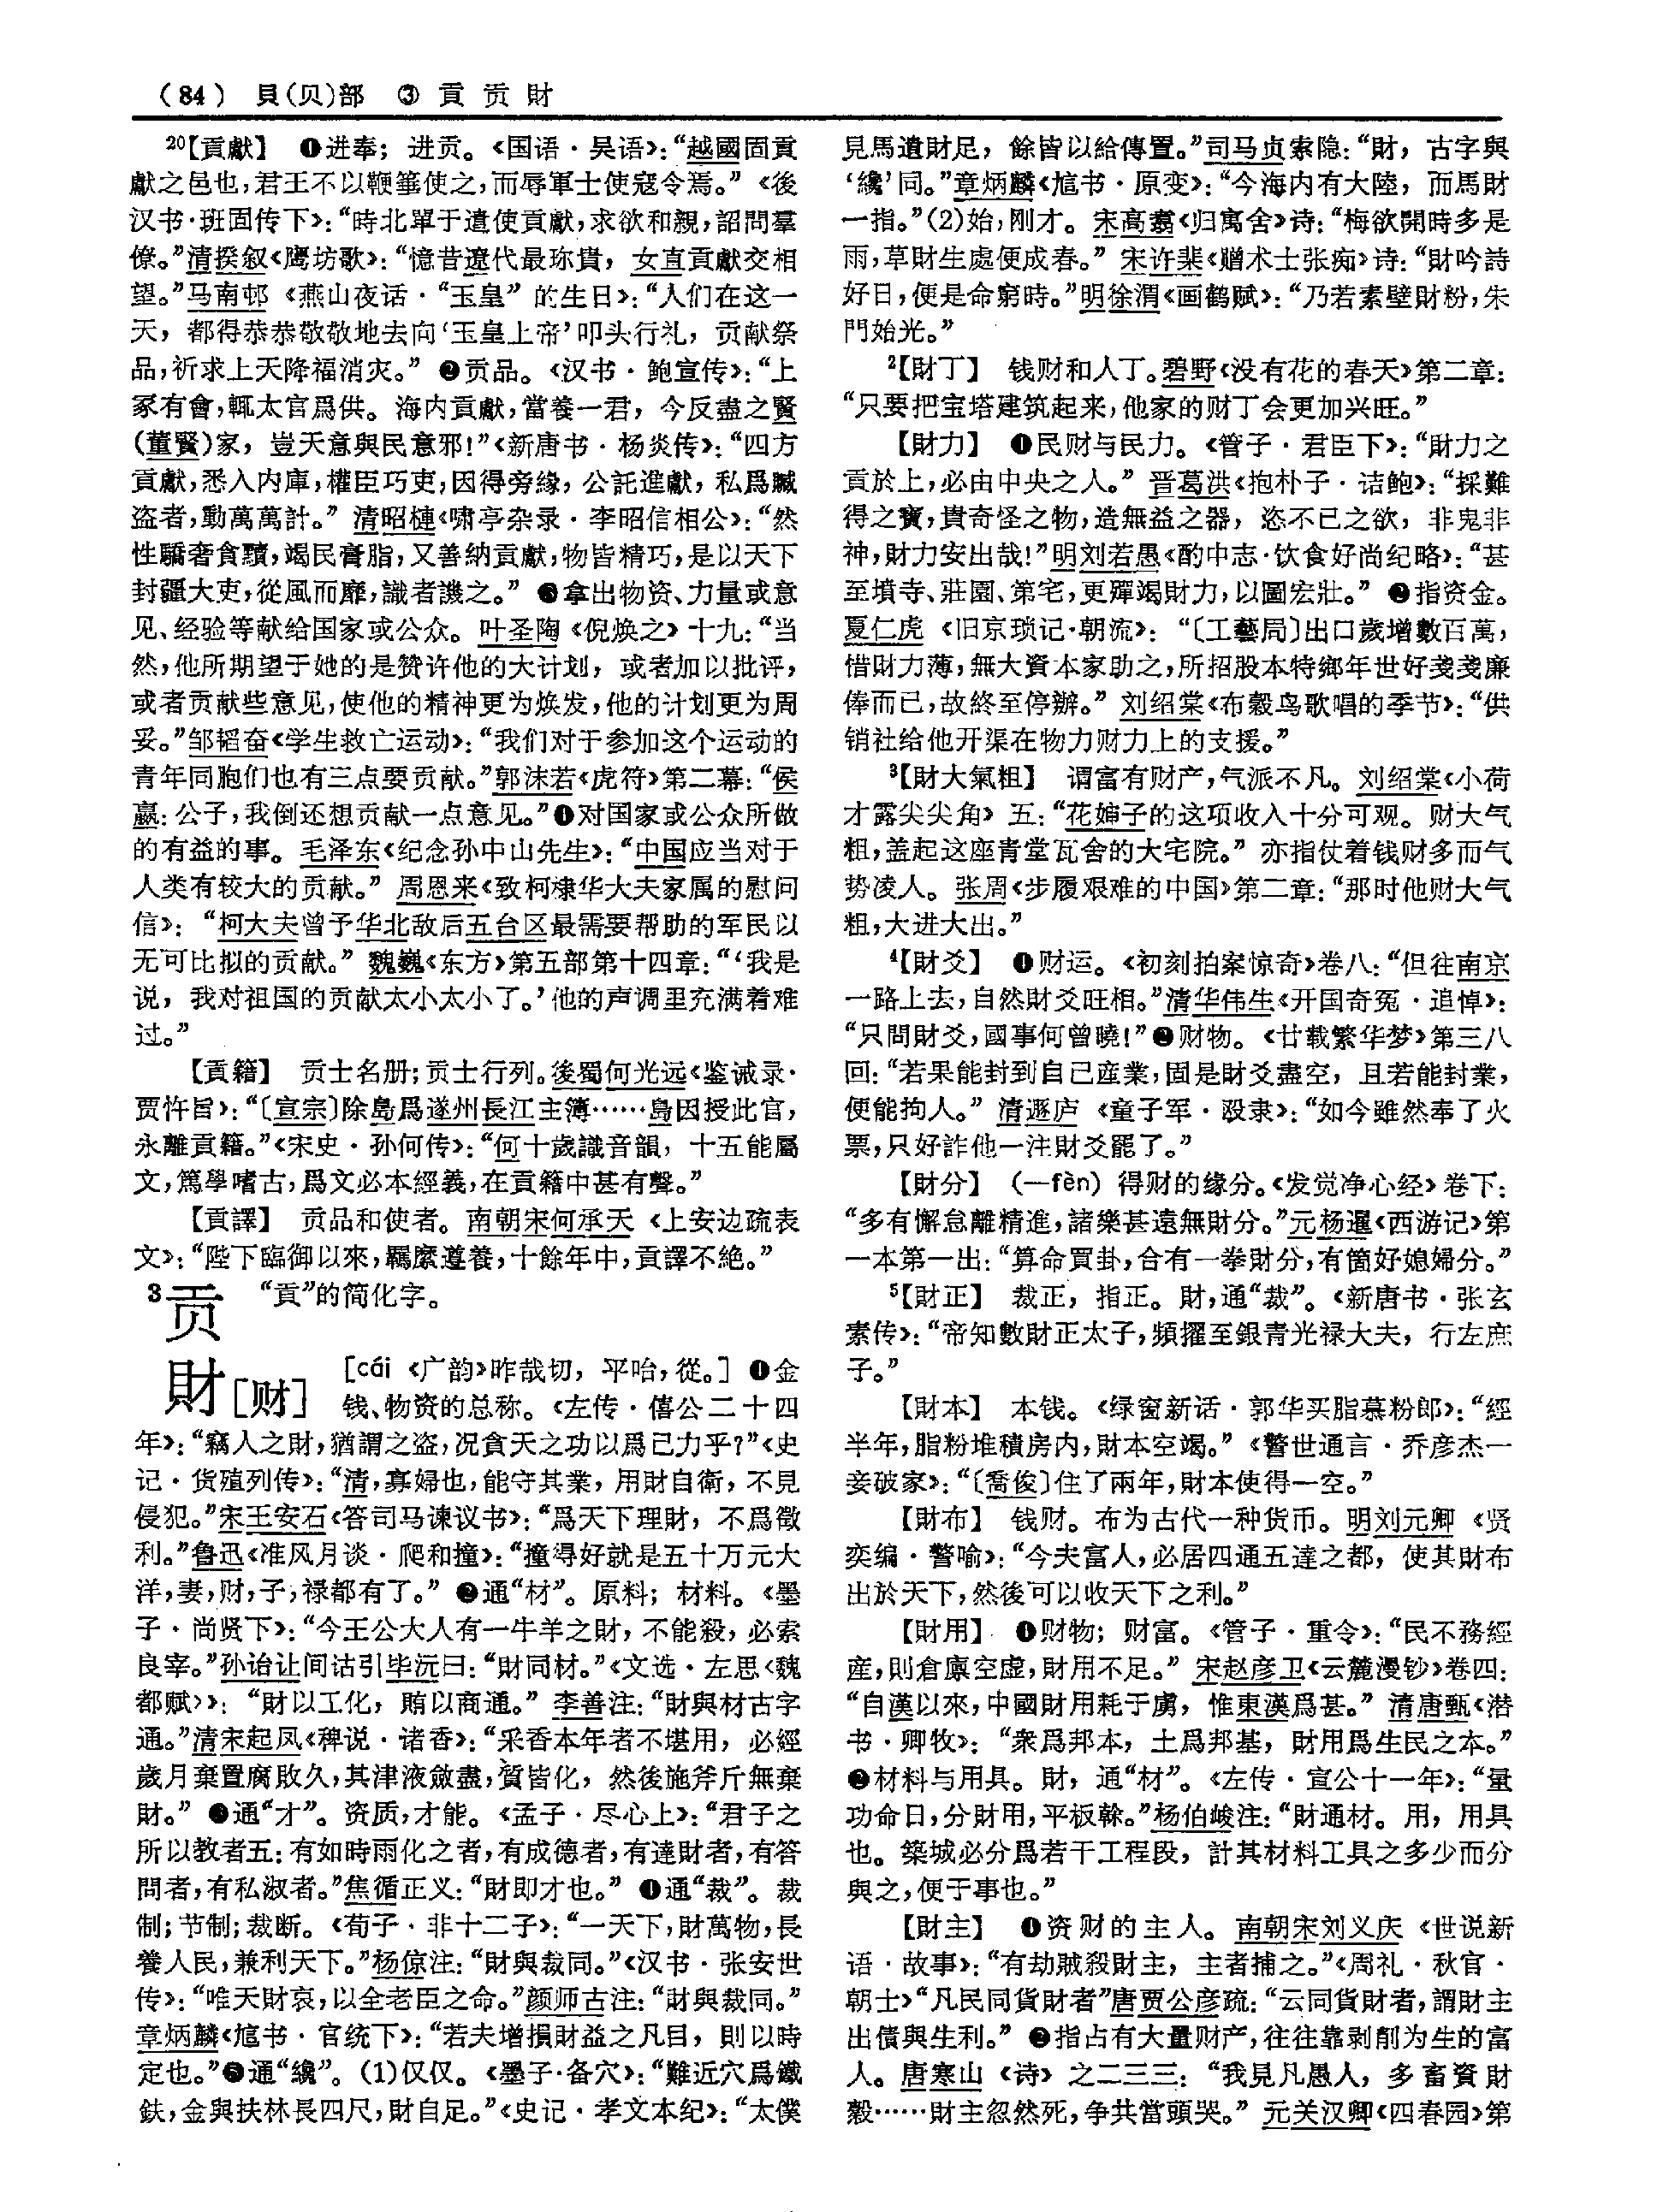 （84） 貝（贝）部 ③ 貢 贡 財
20【貢獻】 ❶进奉；进贡。《国语·吴语》：“越國固貢
獻之邑也，君王不以鞭箠使之，而辱軍士使寇令焉。”《後
汉书·班固传下》：“時北單于遣使貢獻，求欲和親，詔問羣
僚。”清揆叙《鹰坊歌》：“憶昔遼代最珎貴，女直貢獻交相
望。”马南邨《燕山夜话·“玉皇”的生日》：“人们在这一
天，都得恭恭敬敬地去向‘玉皇上帝’叩头行礼，贡献祭
品，祈求上天降福消灾。” ❷贡品。《汉书·鲍宣传》：“上
冢有會，輒太官爲供。海内貢獻，當養一君，今反盡之賢
（董賢）家，豈天意與民意邪！”《新唐书·杨炎传》：“四方
貢獻，悉入内庫，權臣巧吏，因得旁緣，公託進獻，私爲贓
盗者，動萬萬計。” 清昭槤《啸亭杂录·李昭信相公》：“然
性驕奢貪黷，竭民膏脂，又善納貢獻，物皆精巧，是以天下
封疆大吏，從風而靡，識者譏之。” ❸拿出物资、力量或意
见、经验等献给国家或公众。叶圣陶《倪焕之》十九：“当
然，他所期望于她的是赞许他的大计划，或者加以批评，
或者贡献些意见，使他的精神更为焕发，他的计划更为周
妥。”邹韬奋《学生救亡运动》：“我们对于参加这个运动的
青年同胞们也有三点要贡献。”郭沫若《虎符》第二幕：“侯
嬴：公子，我倒还想贡献一点意见。”❹对国家或公众所做
的有益的事。毛泽东《纪念孙中山先生》：“中国应当对于
人类有较大的贡献。” 周恩来《致柯棣华大夫家属的慰问
信》：“柯大夫曾予华北敌后五台区最需要帮助的军民以
无可比拟的贡献。” 魏巍《东方》第五部第十四章：“‘我是
说，我对祖国的贡献太小太小了。’他的声调里充满着难
过。”
【貢籍】 贡士名册；贡士行列。後蜀何光远《鉴诫录·
贾忤旨》：“〔宣宗〕除島爲遂州長江主簿……島因授此官，
永離貢籍。”《宋史·孙何传》：“何十歲識音韻，十五能屬
文，篤學嗜古，爲文必本經義，在貢籍中甚有聲。”
【貢譯】 贡品和使者。南朝宋何承天《上安边疏表
文》：“陛下臨御以來，羈縻遵養，十餘年中，貢譯不絶。”
3贡 “貢”的简化字。
財［财］ ［cái 《广韵》昨哉切，平咍，從。］ ❶金
钱、物资的总称。《左传·僖公二十四
年》：“竊人之財，猶謂之盗，况貪天之功以爲已力乎？”《史
记·货殖列传》：“清，寡婦也，能守其業，用財自衛，不見
侵犯。”宋王安石《答司马谏议书》：“爲天下理財，不爲徵
利。”鲁迅《准风月谈·爬和撞》：“撞得好就是五十万元大
洋，妻，财，子，禄都有了。” ❷通“材”。原料；材料。《墨
子·尚贤下》：“今王公大人有一牛羊之財，不能殺，必索
良宰。”孙诒让间诂引毕沅曰：“財同材。”《文选·左思〈魏
都赋〉》：“財以工化，賄以商通。” 李善注：“財與材古字
通。”清宋起凤《稗说·诸香》：“采香本年者不堪用，必經
歲月棄置腐敗久，其津液斂盡，質皆化，然後施斧斤無棄
財。” ❸通“才”。资质，才能。《孟子·尽心上》：“君子之
所以教者五：有如時雨化之者，有成德者，有達財者，有答
問者，有私淑者。”焦循正义：“財即才也。” ❹通“裁”。裁
制；节制；裁断。《荀子·非十二子》：“一天下，財萬物，長
養人民，兼利天下。”杨倞注：“財與裁同。”《汉书·张安世
传》：“唯天財哀，以全老臣之命。”颜师古注：“財與裁同。”
章炳麟《訄书·官统下》：“若夫增損財益之凡目，則以時
定也。”❺通“纔”。（1）仅仅。《墨子·备穴》：“難近穴爲鐵
鈇，金與扶林長四尺，財自足。”《史记·孝文本纪》：“太僕
見馬遺財足，餘皆以給傳置。”司马贞索隐：“財，古字與
‘纔’同。”章炳麟《訄书·原变》：“今海内有大陸，而馬財
一指。”（2）始，刚才。宋高翥《归寓舍》诗：“梅欲開時多是
雨，草財生處便成春。” 宋许棐《赠术士张痴》诗：“財吟詩
好日，便是命窮時。”明徐渭《画鹤赋》：“乃若素壁財粉，朱
門始光。”
2【財丁】 钱财和人丁。碧野《没有花的春天》第二章：
“只要把宝塔建筑起来，他家的财丁会更加兴旺。”
【財力】 ❶民财与民力。《管子·君臣下》：“財力之
貢於上，必由中央之人。” 晋葛洪《抱朴子·诘鲍》：“採難
得之寶，貴奇怪之物，造無益之器，恣不已之欲，非鬼非
神，財力安出哉！”明刘若愚《酌中志·饮食好尚纪略》：“甚
至墳寺、莊園、第宅，更殫竭財力，以圖宏壯。” ❷指资金。
夏仁虎《旧京琐记·朝流》：“〔工藝局〕出口歲增數百萬，
惜財力薄，無大資本家助之，所招股本特鄉年世好戔戔廉
俸而已，故終至停辦。” 刘绍棠《布穀鸟歌唱的季节》：“供
销社给他开渠在物力财力上的支援。”
3【財大氣粗】 谓富有财产，气派不凡。刘绍棠《小荷
才露尖尖角》五：“花婶子的这项收入十分可观。财大气
粗，盖起这座青堂瓦舍的大宅院。” 亦指仗着钱财多而气
势凌人。张周《步履艰难的中国》第二章：“那时他财大气
粗，大进大出。”
4【財爻】 ❶财运。《初刻拍案惊奇》卷八：“但往南京
一路上去，自然財爻旺相。”清华伟生《开国奇冤·追悼》：
“只問財爻，國事何曾曉！”❷财物。《廿载繁华梦》第三八
回：“若果能封到自已産業，固是財爻盡空，且若能封業，
便能拘人。” 清遯庐《童子军·殴隶》：“如今雖然奉了火
票，只好詐他一注財爻罷了。”
【財分】（—fèn）得财的缘分。《发觉净心经》卷下：
“多有懈怠離精進，諸樂甚遠無財分。”元杨暹《西游记》第
一本第一出：“算命買卦，合有一拳財分，有箇好媳婦分。”
5【財正】 裁正，指正。財，通“裁”。《新唐书·张玄
素传》：“帝知數財正太子，頻擢至銀青光禄大夫，行左庶
子。”
【財本】 本钱。《绿窗新话·郭华买脂慕粉郎》：“經
半年，脂粉堆積房内，財本空竭。”《警世通言·乔彦杰一
妾破家》：“〔喬俊〕住了兩年，財本使得一空。”
【財布】 钱财。布为古代一种货币。明刘元卿《贤
奕编·警喻》：“今夫富人，必居四通五達之都，使其財布
出於天下，然後可以收天下之利。”
【財用】 ❶财物；财富。《管子·重令》：“民不務經
産，則倉廪空虚，財用不足。” 宋赵彦卫《云麓漫钞》卷四：
“自漢以來，中國財用耗于虜，惟東漢爲甚。” 清唐甄《潜
书·卿牧》：“衆爲邦本，土爲邦基，財用爲生民之本。”
❷材料与用具。財，通“材”。《左传·宣公十一年》：“量
功命日，分財用，平板榦。”杨伯峻注：“財通材。用，用具
也。築城必分爲若干工程段，計其材料工具之多少而分
與之，便于事也。”
【財主】 ❶资财的主人。南朝宋刘义庆《世说新
语·故事》：“有劫賊殺財主，主者捕之。”《周礼·秋官·
朝士》“凡民同貨財者”唐贾公彦疏：“云同貨財者，謂財主
出債與生利。” ❷指占有大量财产，往往靠剥削为生的富
人。唐寒山《诗》之二三三：“我見凡愚人，多畜資財
穀……財主忽然死，争共當頭哭。” 元关汉卿《四春园》第